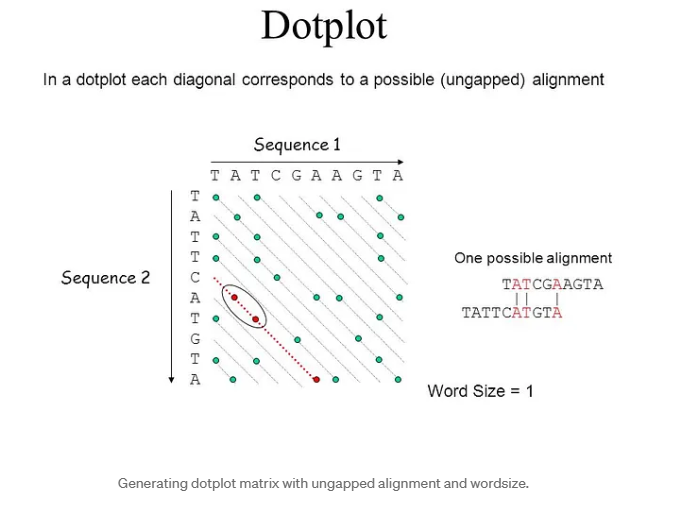 Dotplot
In a dotplot each diagonal corresponds to a possible (ungapped) alignment
Sequence 1
T A T C G A A G T A
T
A
T
T
Sequence 2
C
A
T
G
T
A
One possible alignment
TATCGAAGTA
TATTCATGTA
Word Size = 1
Generating dotplot matrix with ungapped alignment and wordsize.